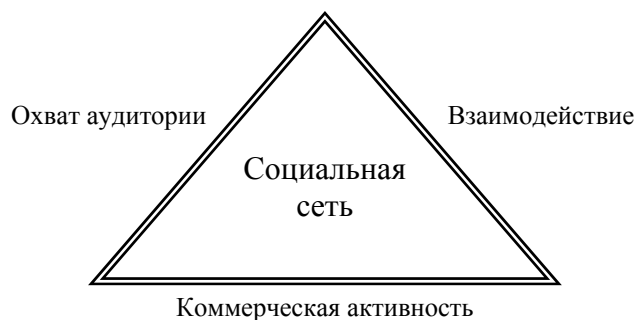 Охват аудитории
Взаимодействие
Социальная
сеть
Коммерческая активность